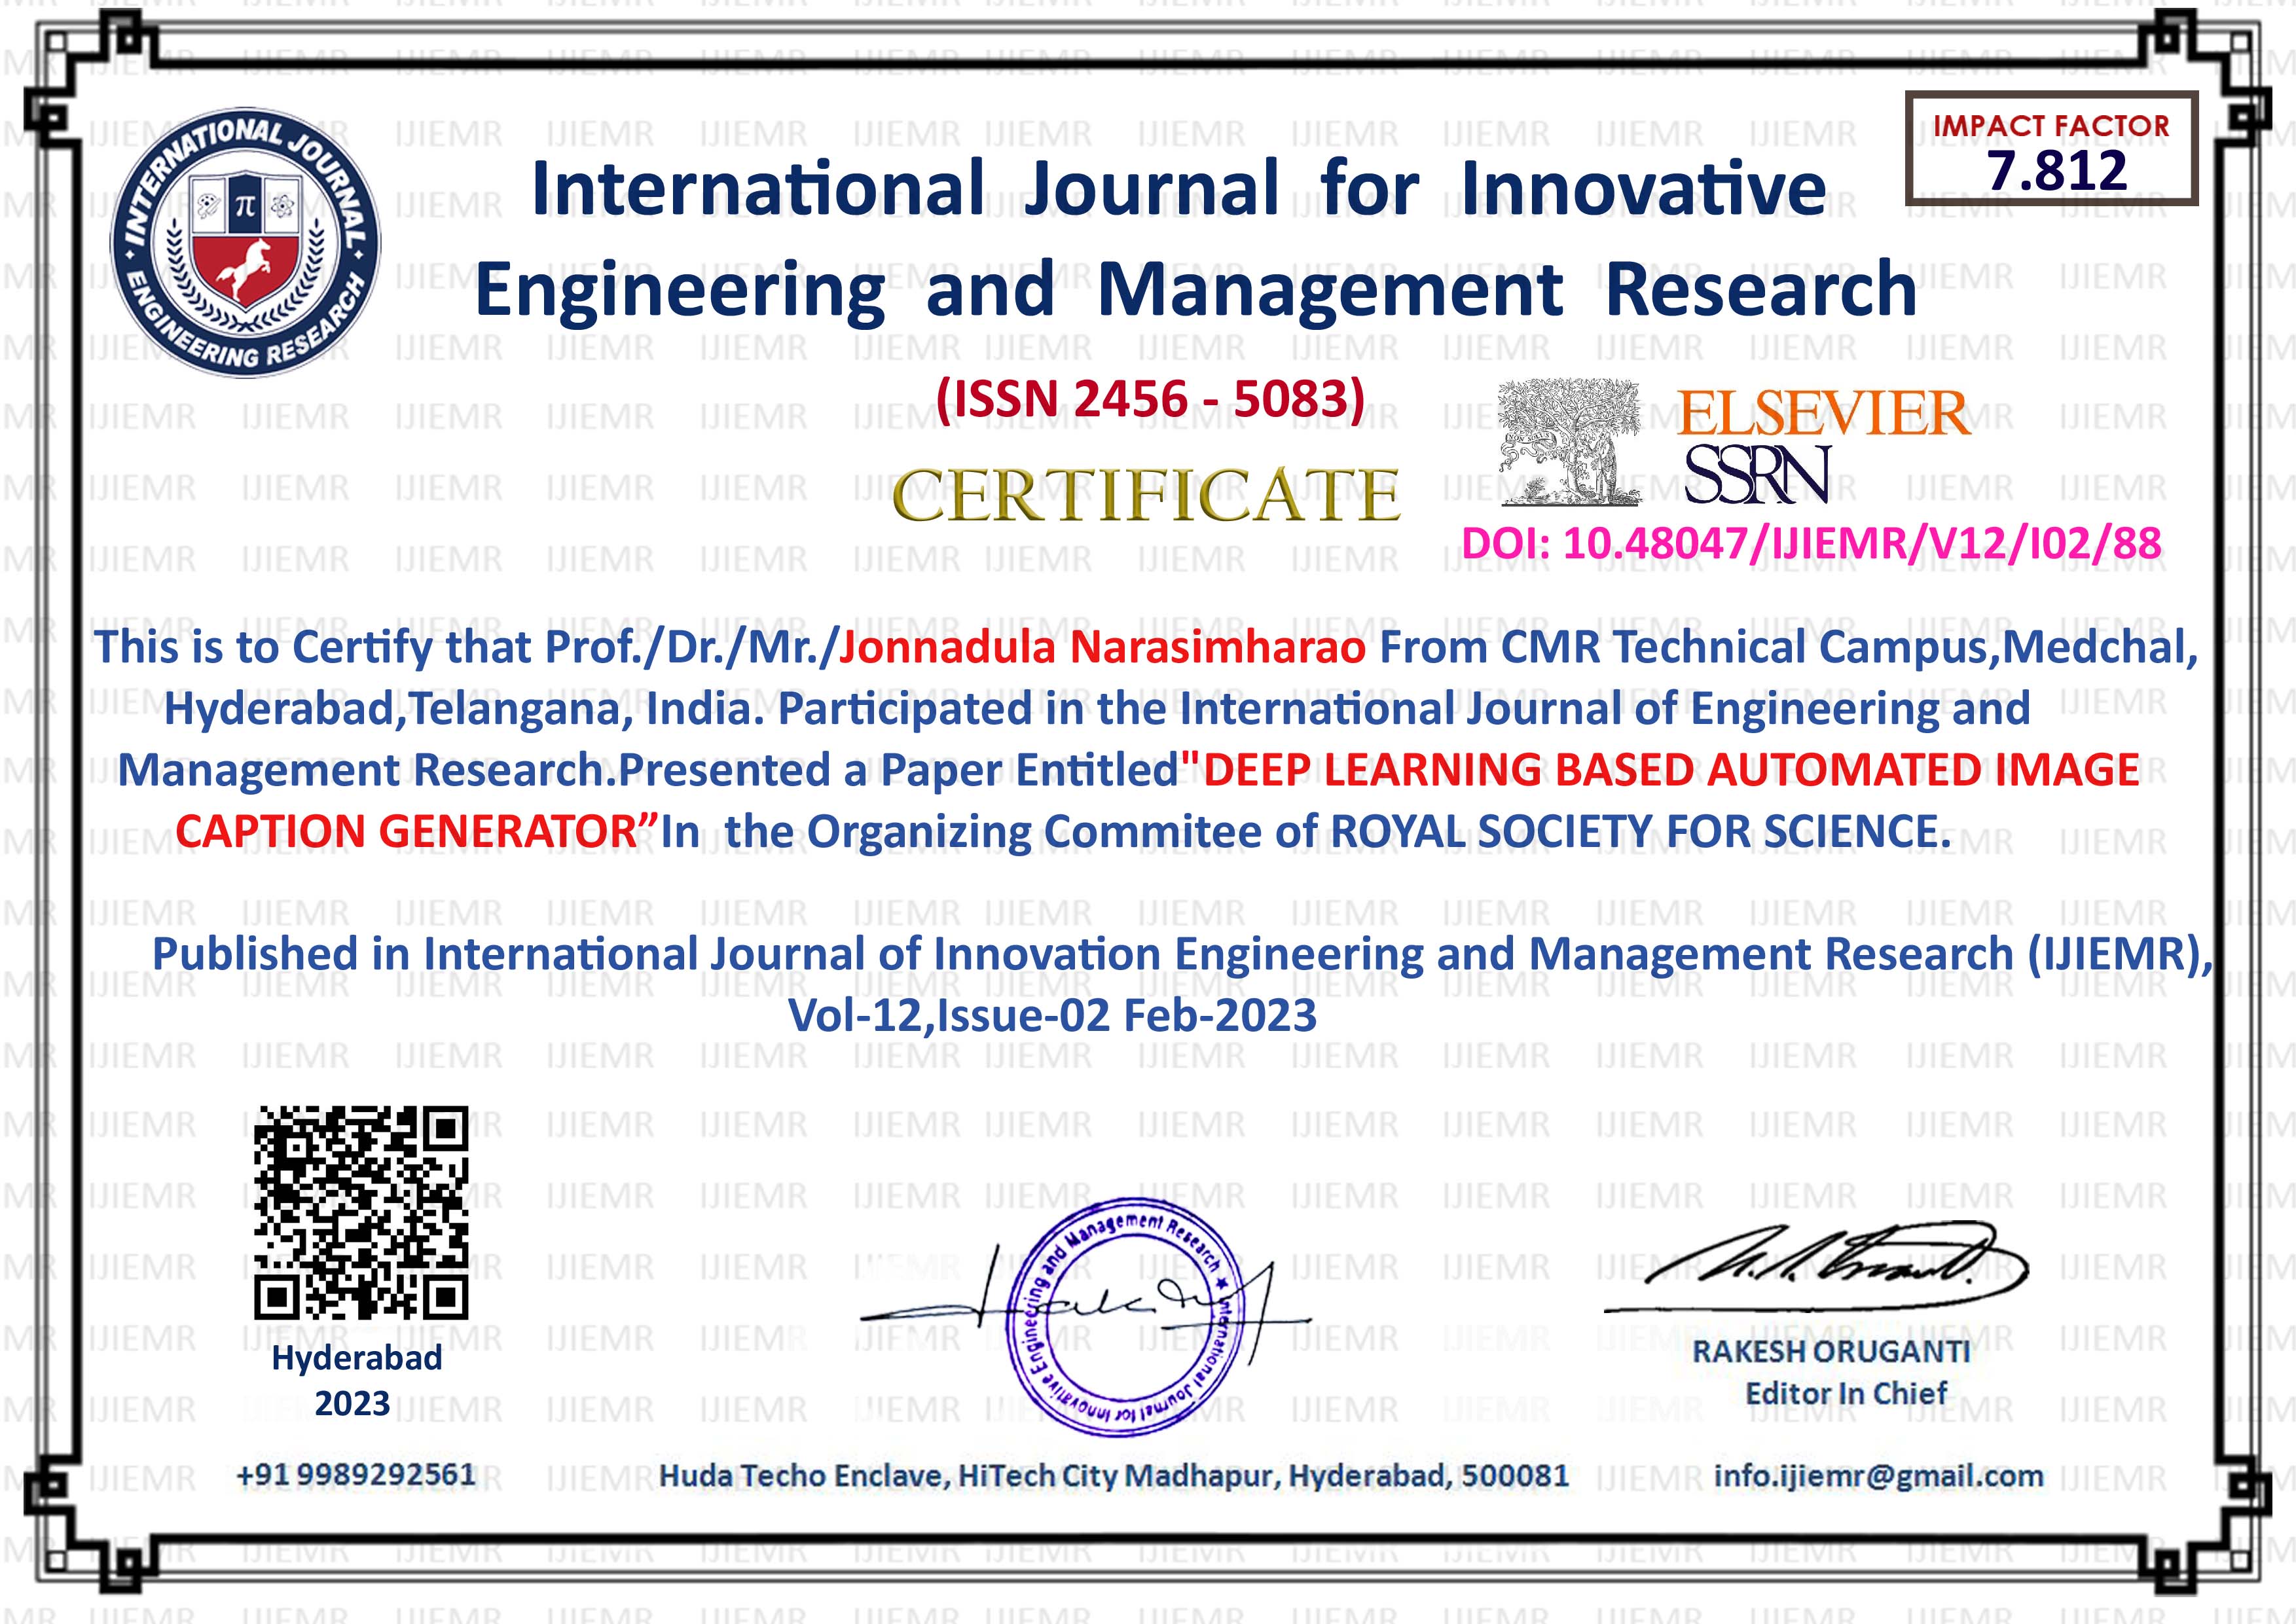 INTERNATIONAL JOURNAL
ENGINEERING RESEARCH
π
IMPACT FACTOR
7.812
International Journal for Innovative
Engineering and Management Research
(ISSN 2456 - 5083)
ELSEVIER
SSRN
CERTIFICATE
DOI: 10.48047/IJIEMR/V12/I02/88
This is to Certify that Prof./Dr./Mr./Jonnadula Narasimharao From CMR Technical Campus,Medchal,
Hyderabad,Telangana, India. Participated in the International Journal of Engineering and
Management Research.Presented a Paper Entitled"DEEP LEARNING BASED AUTOMATED IMAGE
CAPTION GENERATOR”In the Organizing Commitee of ROYAL SOCIETY FOR SCIENCE.
Published in International Journal of Innovation Engineering and Management Research (IJIEMR),
Vol-12,Issue-02 Feb-2023
International Journal for Innovative Engineering and Management Research ★
Hyderabad
2023
RAKESH ORUGANTI
Editor In Chief
+91 9989292561
Huda Techo Enclave, HiTech City Madhapur, Hyderabad, 500081
info.ijiemr@gmail.com
IJIEMR